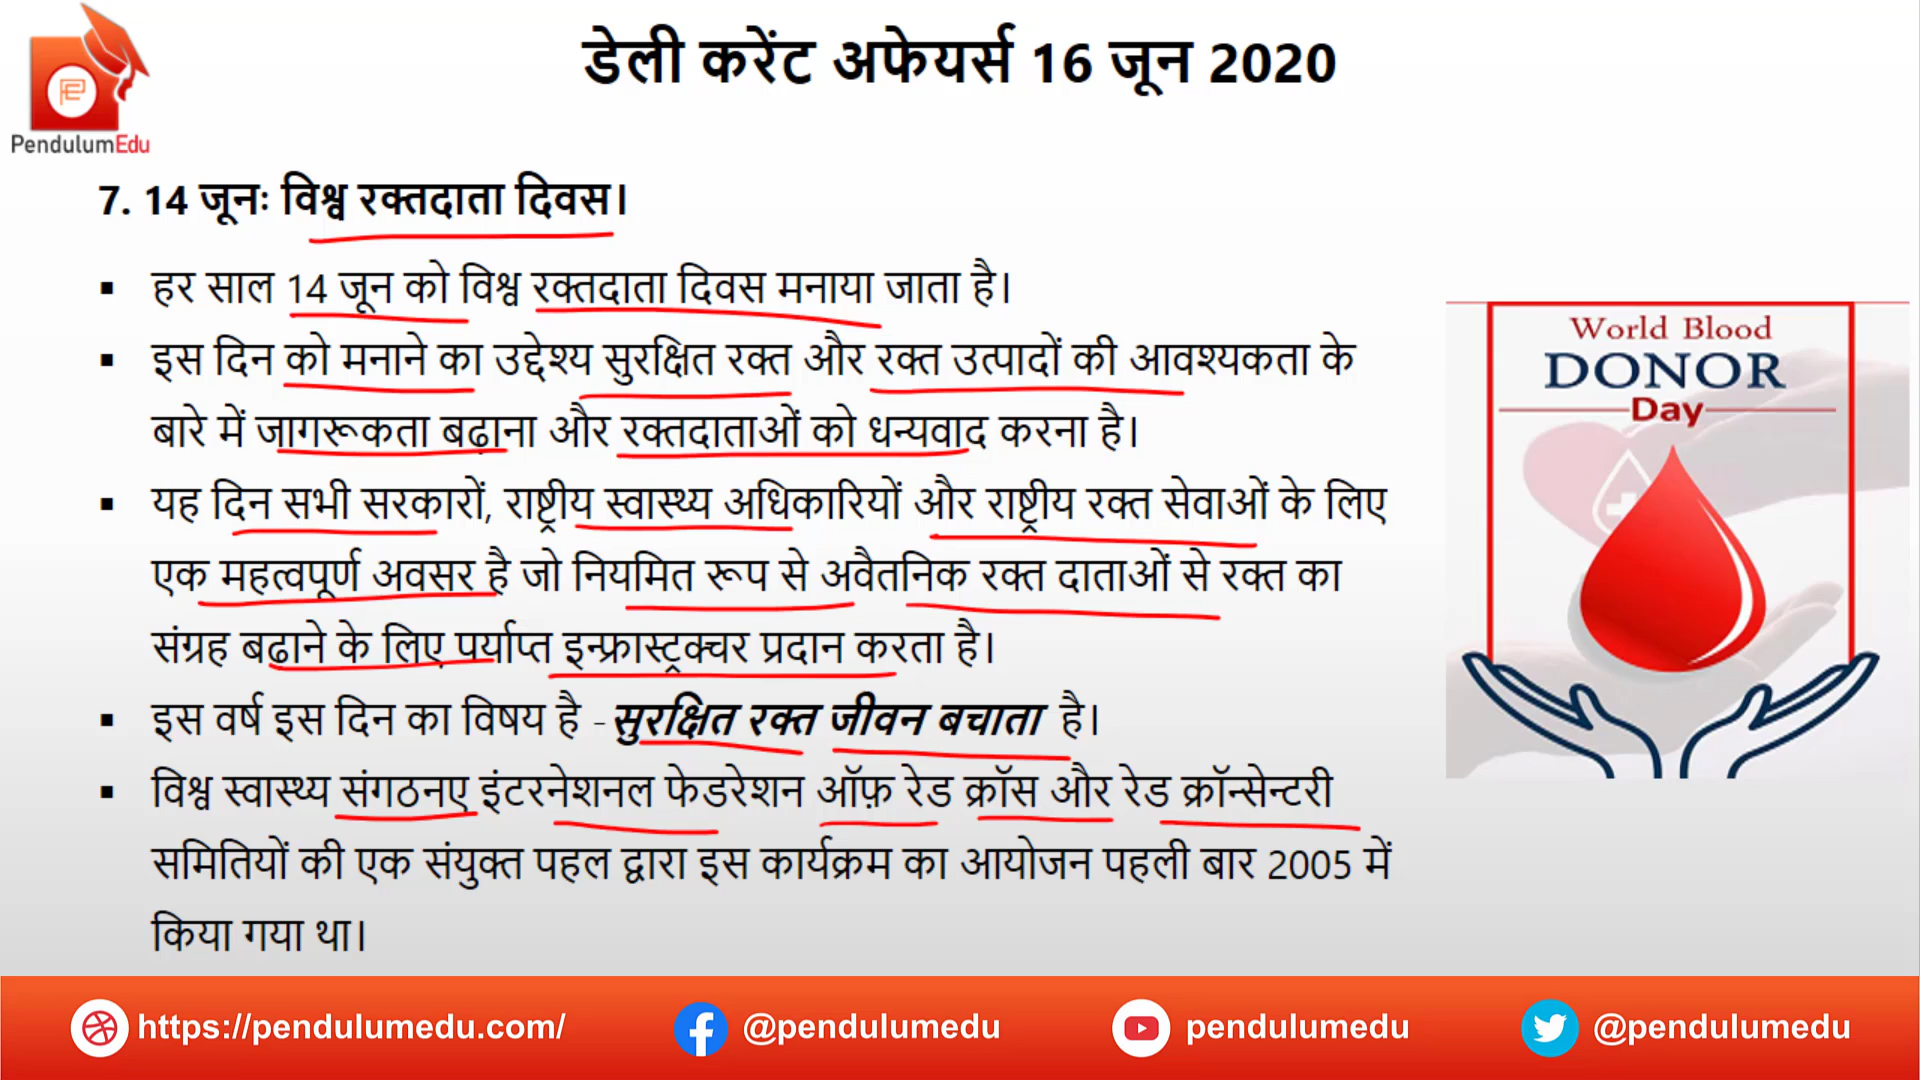 डेली करेंट अफेयर्स 16 जून 2020
PendulumEdu
7. 14 जूनः विश्व रक्तदाता दिवस।
▪ हर साल 14 जून को विश्व रक्तदाता दिवस मनाया जाता है।
▪ इस दिन को मनाने का उद्देश्य सुरक्षित रक्त और रक्त उत्पादों की आवश्यकता के
बारे में जागरूकता बढ़ाना और रक्तदाताओं को धन्यवाद करना है।
▪ यह दिन सभी सरकारों, राष्ट्रीय स्वास्थ्य अधिकारियों और राष्ट्रीय रक्त सेवाओं के लिए
एक महत्वपूर्ण अवसर है जो नियमित रूप से अवैतनिक रक्त दाताओं से रक्त का
संग्रह बढ़ाने के लिए पर्याप्त इन्फ्रास्ट्रक्चर प्रदान करता है।
▪ इस वर्ष इस दिन का विषय है - सुरक्षित रक्त जीवन बचाता है।
▪ विश्व स्वास्थ्य संगठनए इंटरनेशनल फेडरेशन ऑफ़ रेड क्रॉस और रेड क्रॉन्सेन्टरी
समितियों की एक संयुक्त पहल द्वारा इस कार्यक्रम का आयोजन पहली बार 2005 में
किया गया था।
World Blood
DONOR
Day
https://pendulumedu.com/ @pendulumedu pendulumedu @pendulumedu